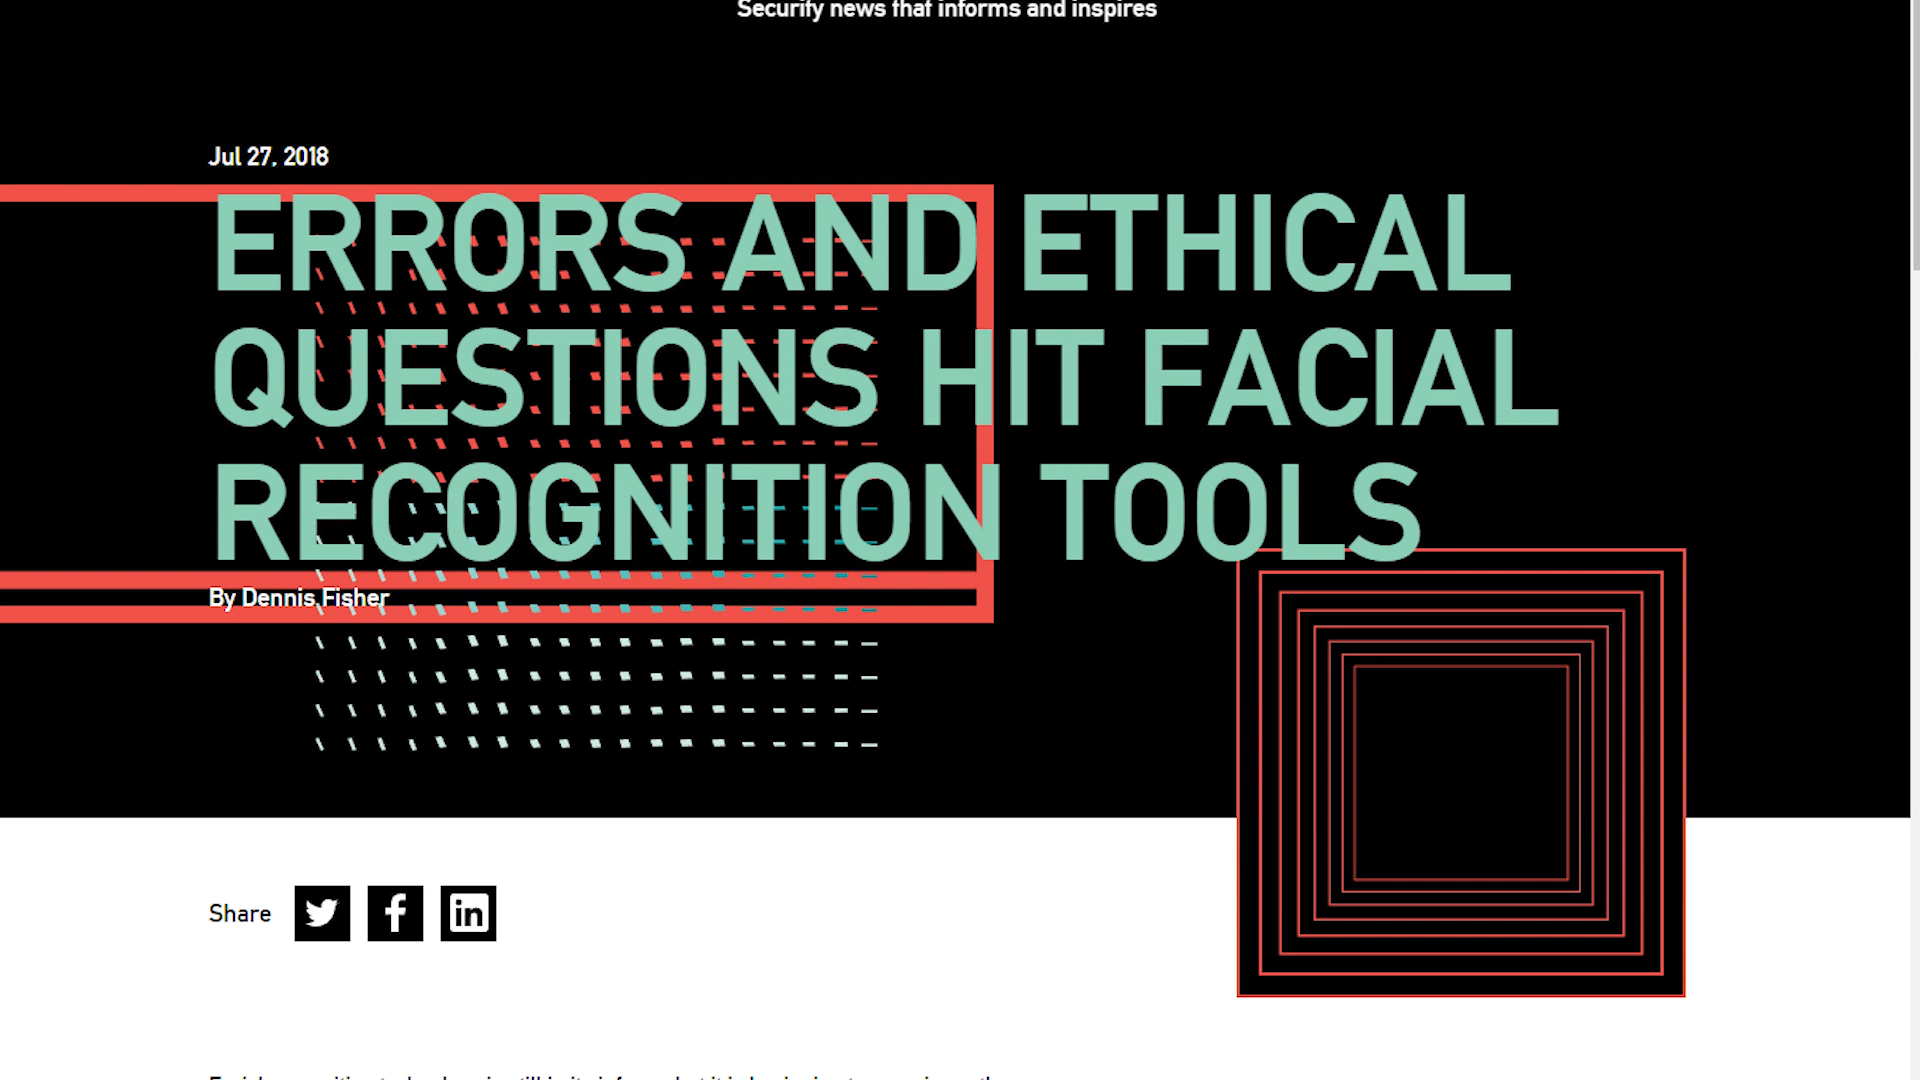 Security news that informs and inspires
Jul 27, 2018
ERRORS AND ETHICAL
QUESTIONS HIT FACIAL
RECOGNITION TOOLS
By Dennis Fisher
Share